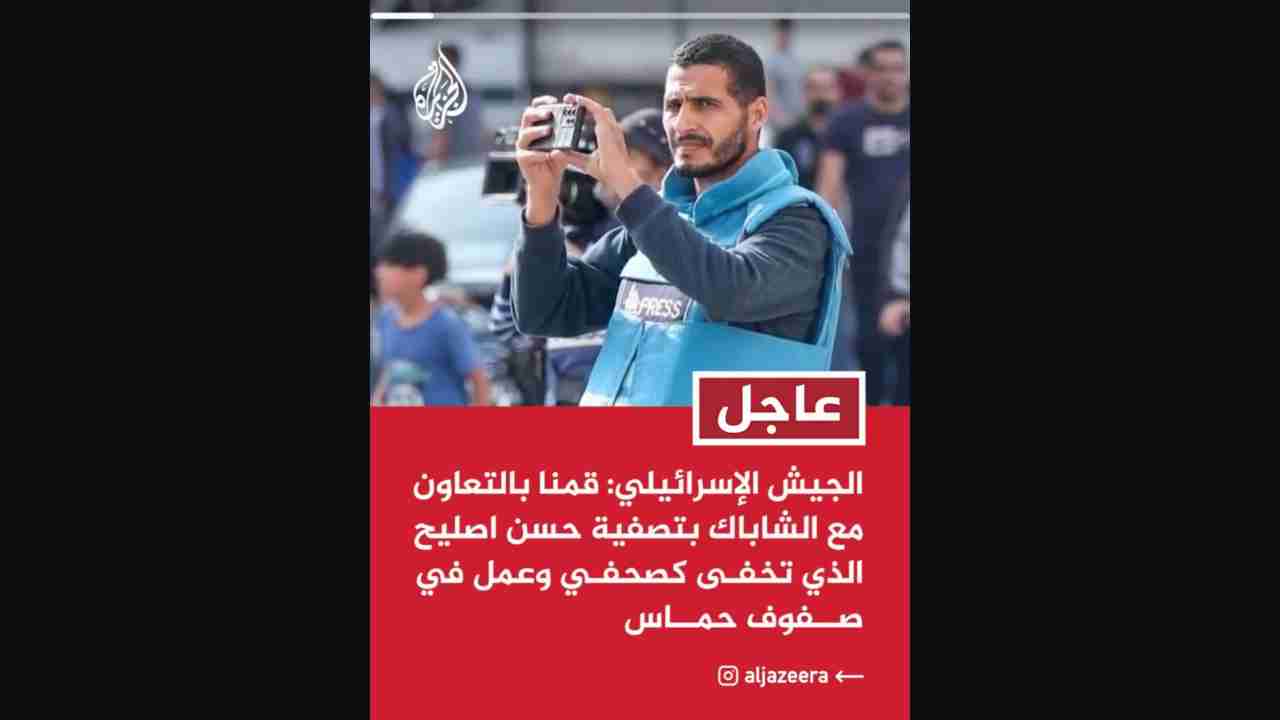 الجزيرة
PRESS
عاجل
الجيش الإسرائيلي: قمنا بالتعاون
مع الشاباك بتصفية حسن اصليح
الذي تخفى كصحفي وعمل في
صفوف حماس
aljazeera